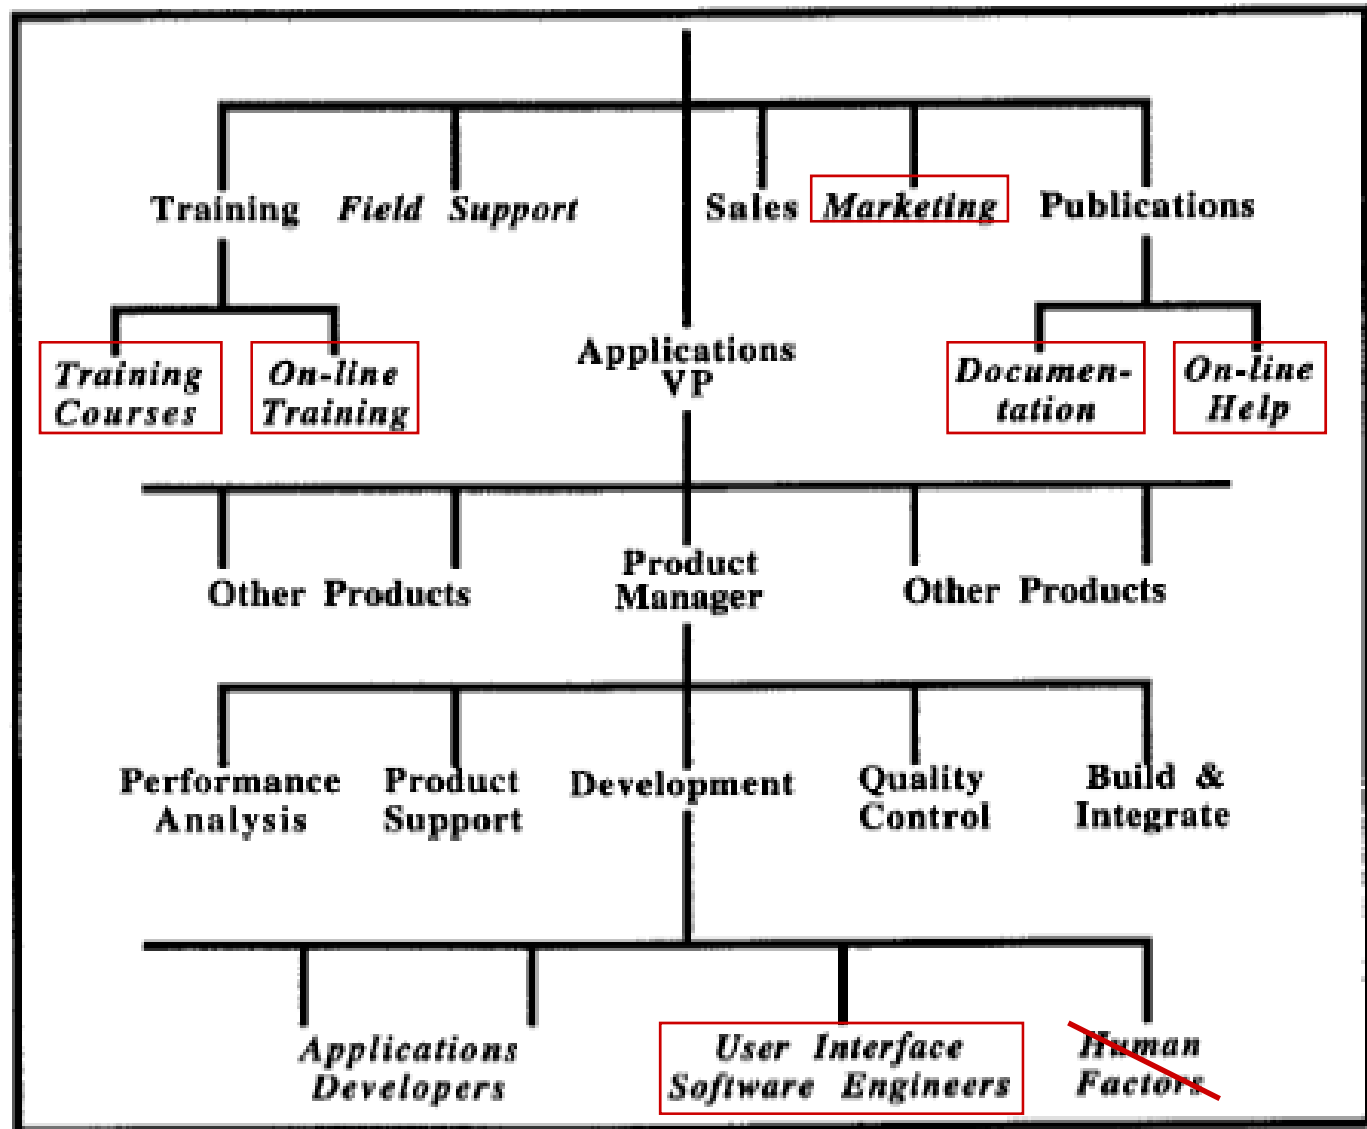 Training Field Support Sales Marketing Publications
Training Courses
On-line Training
Applications
VP
Documen-
tation
On-line
Help
Other Products
Product
Manager
Other Products
Performance
Analysis
Product
Support
Development
Quality
Control
Build &
Integrate
Applications
Developers
User Interface
Software Engineers
Human
Factors